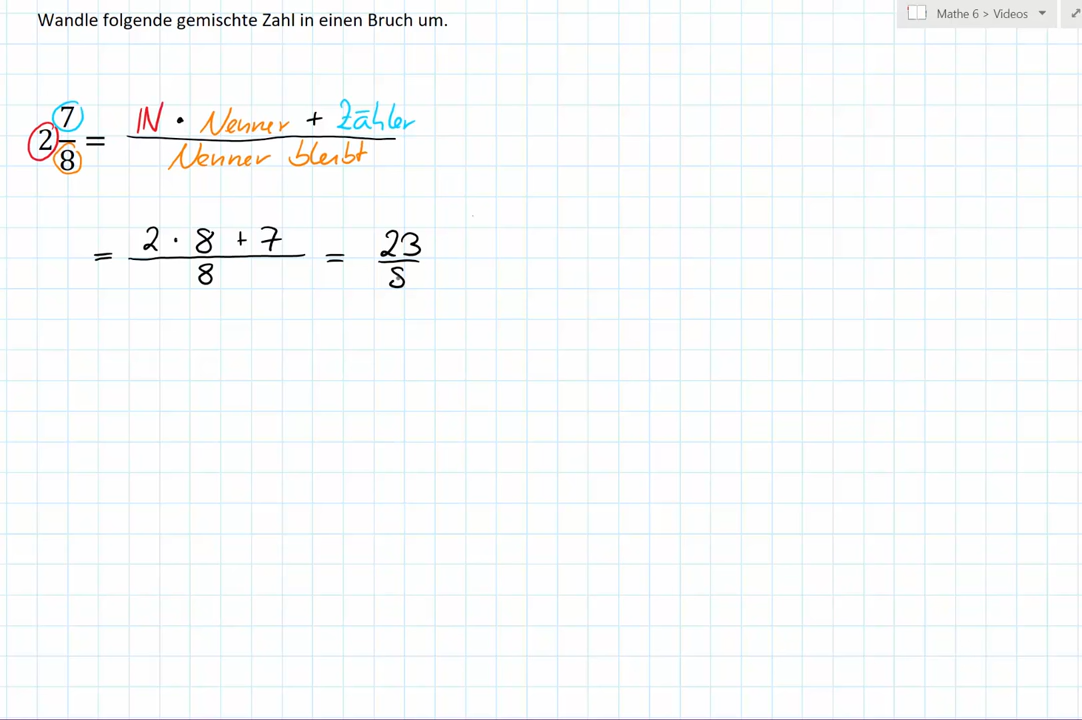 Wandle folgende gemischte Zahl in einen Bruch um.
Mathe 6 > Videos
2 7/8 = IN · Nenner + Zähler / Nenner bleibt
= 2 · 8 + 7 / 8 = 23 / 8